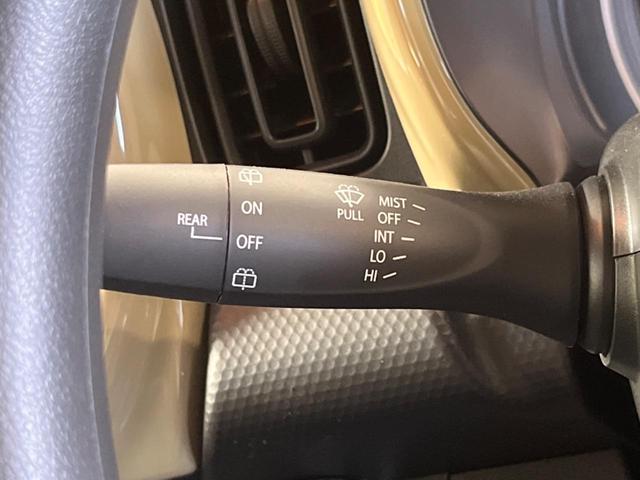 REAR
ON
OFF
PULL
MIST
OFF
INT
LO
HI